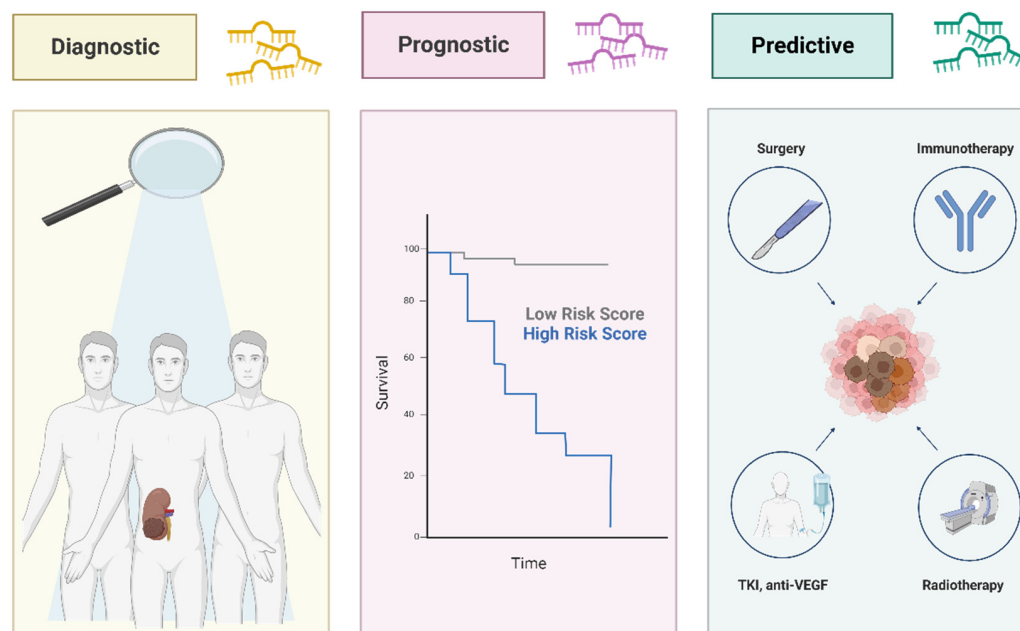 Diagnostic
Prognostic
Predictive
Survival
100
80
60
40
20
0
Low Risk Score
High Risk Score
Time
Surgery
Immunotherapy
TKI, anti-VEGF
Radiotherapy